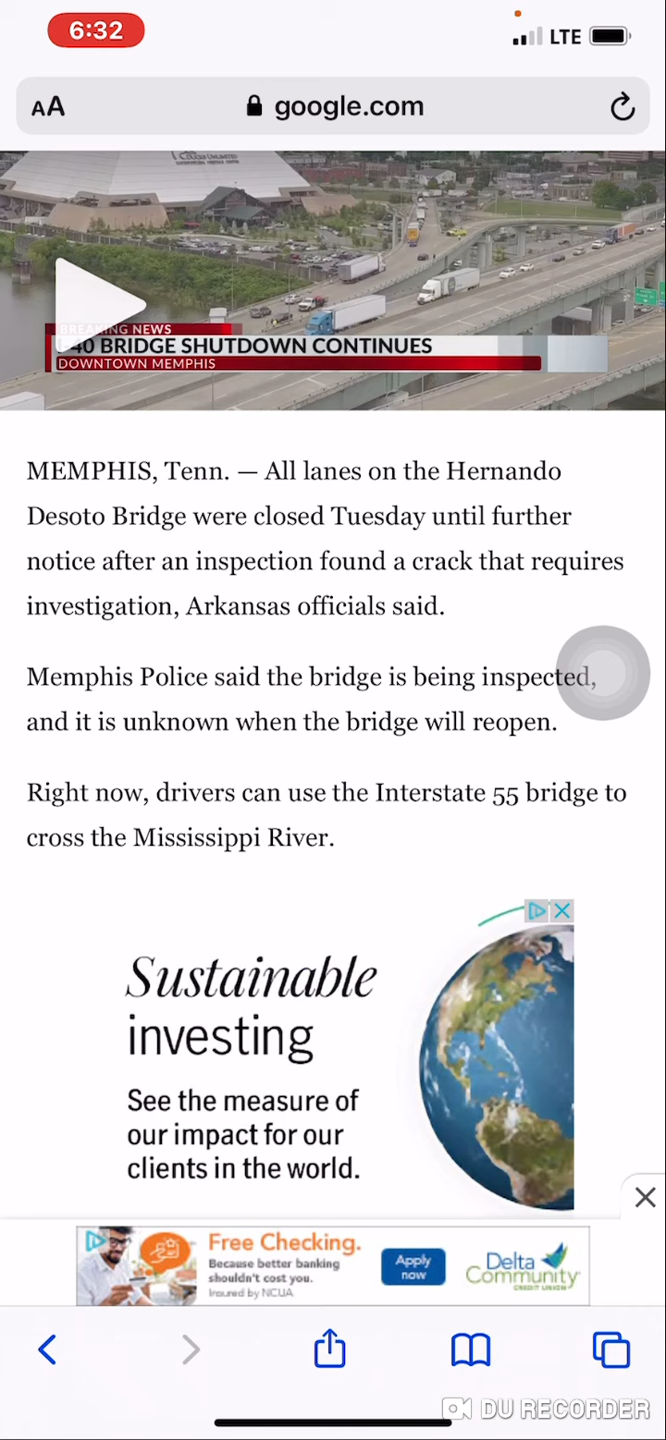 6:32
LTE
AA google.com
BREAKING NEWS
I-40 BRIDGE SHUTDOWN CONTINUES
DOWNTOWN MEMPHIS
MEMPHIS, Tenn. — All lanes on the Hernando
Desoto Bridge were closed Tuesday until further
notice after an inspection found a crack that requires
investigation, Arkansas officials said.
Memphis Police said the bridge is being inspected,
and it is unknown when the bridge will reopen.
Right now, drivers can use the Interstate 55 bridge to
cross the Mississippi River.
Sustainable
investing
See the measure of
our impact for our
clients in the world.
Free Checking.
Because better banking
shouldn't cost you.
Insured by NCUA
Apply
now
Delta
Community
CREDIT UNION
DU RECORDER